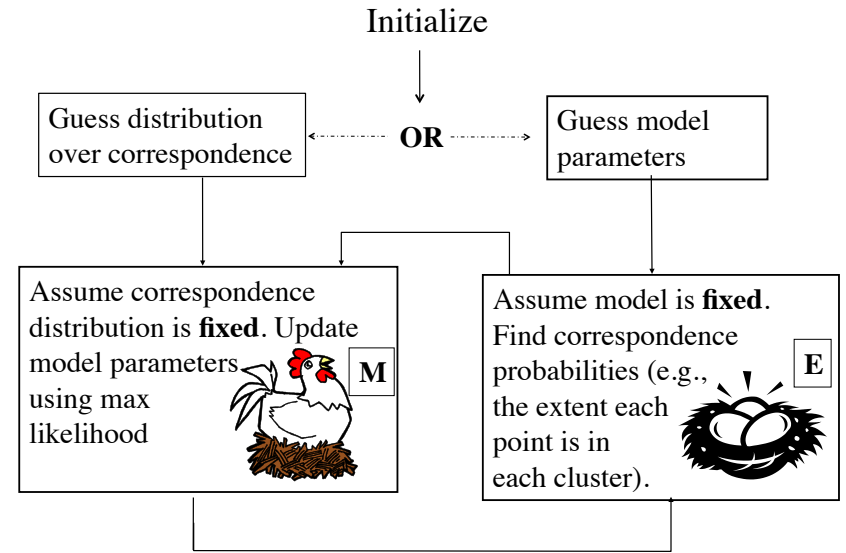 Initialize
Guess distribution
over correspondence
OR
Guess model
parameters
Assume correspondence
distribution is fixed. Update
model parameters
using max
likelihood
M
Assume model is fixed.
Find correspondence
probabilities (e.g.,
the extent each
point is in
each cluster).
E